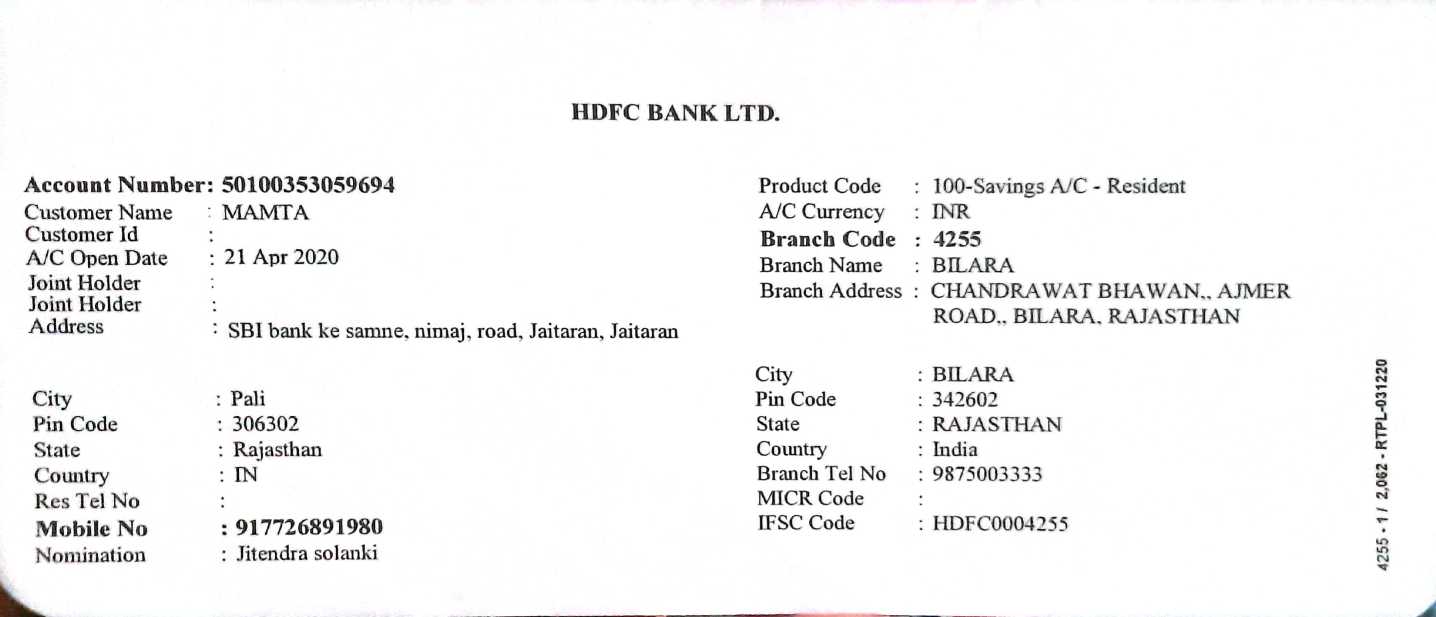 HDFC BANK LTD.
Account Number: 50100353059694
Customer Name : MAMTA
Customer Id :
A/C Open Date : 21 Apr 2020
Joint Holder :
Joint Holder :
Address : SBI bank ke samne, nimaj, road, Jaitaran, Jaitaran
City : Pali
Pin Code : 306302
State : Rajasthan
Country : IN
Res Tel No :
Mobile No : 917726891980
Nomination : Jitendra solanki
Product Code : 100-Savings A/C - Resident
A/C Currency : INR
Branch Code : 4255
Branch Name : BILARA
Branch Address : CHANDRAWAT BHAWAN,, AJMER
ROAD,, BILARA, RAJASTHAN
City : BILARA
Pin Code : 342602
State : RAJASTHAN
Country : India
Branch Tel No : 9875003333
MICR Code :
IFSC Code : HDFC0004255
4255 - 1 / 2,062 - RTPL-031220